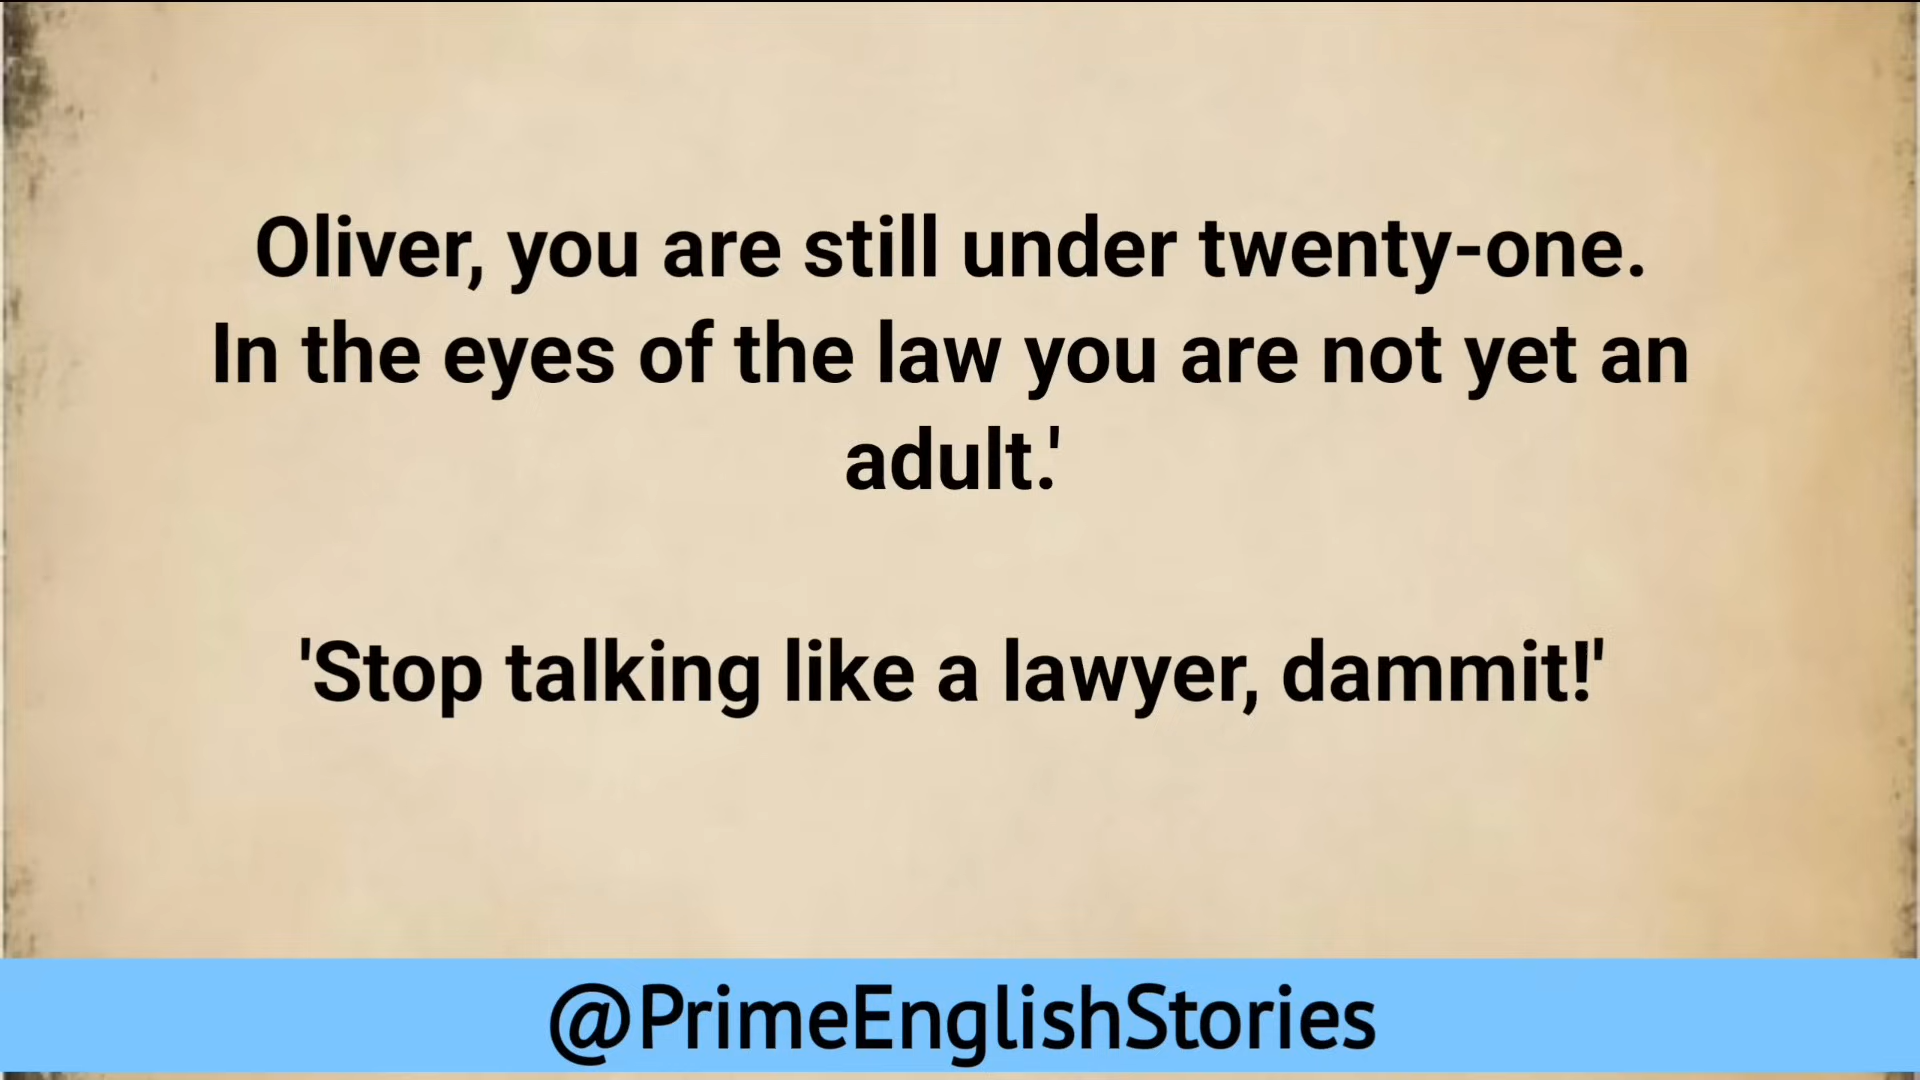 Oliver, you are still under twenty-one.
In the eyes of the law you are not yet an
adult.'
'Stop talking like a lawyer, dammit!'
@PrimeEnglishStories